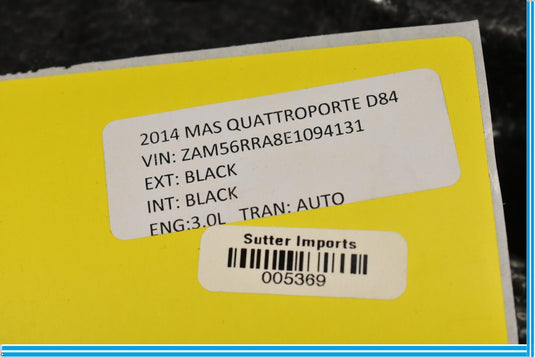 2014 MAS QUATTROPORTE D84
VIN: ZAM56RRA8E1094131
EXT: BLACK
INT: BLACK
ENG:3.0L TRAN: AUTO
Sutter Imports
005369